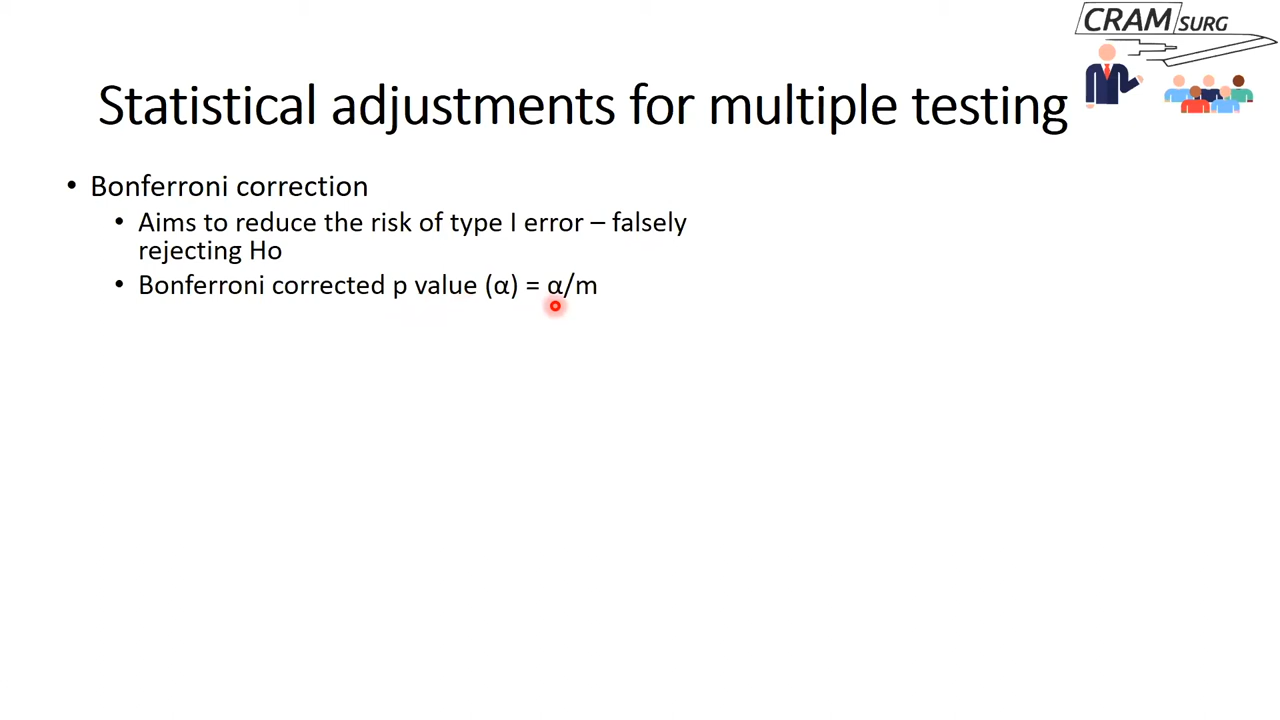 CRAM SURG
Statistical adjustments for multiple testing
• Bonferroni correction
• Aims to reduce the risk of type I error – falsely
rejecting Ho
• Bonferroni corrected p value (α) = α/m